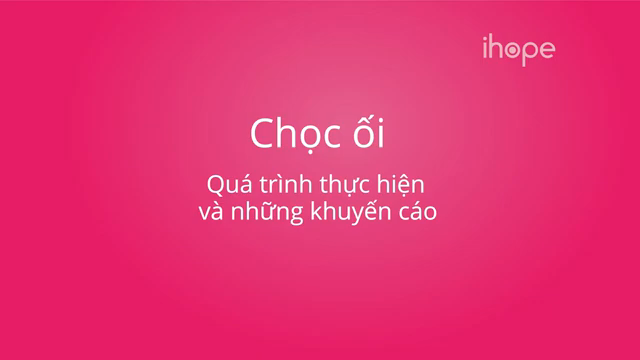 ihope
Chọc ối
Quá trình thực hiện
và những khuyến cáo